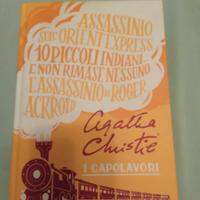 ASSASSINIO
SULL'ORIENT EXPRESS
10 PICCOLI INDIANI
E NON RIMASE NESSUNO
L'ASSASSINIO DI ROGER
ACKROYD
Agatha
Christie
I CAPOLAVORI